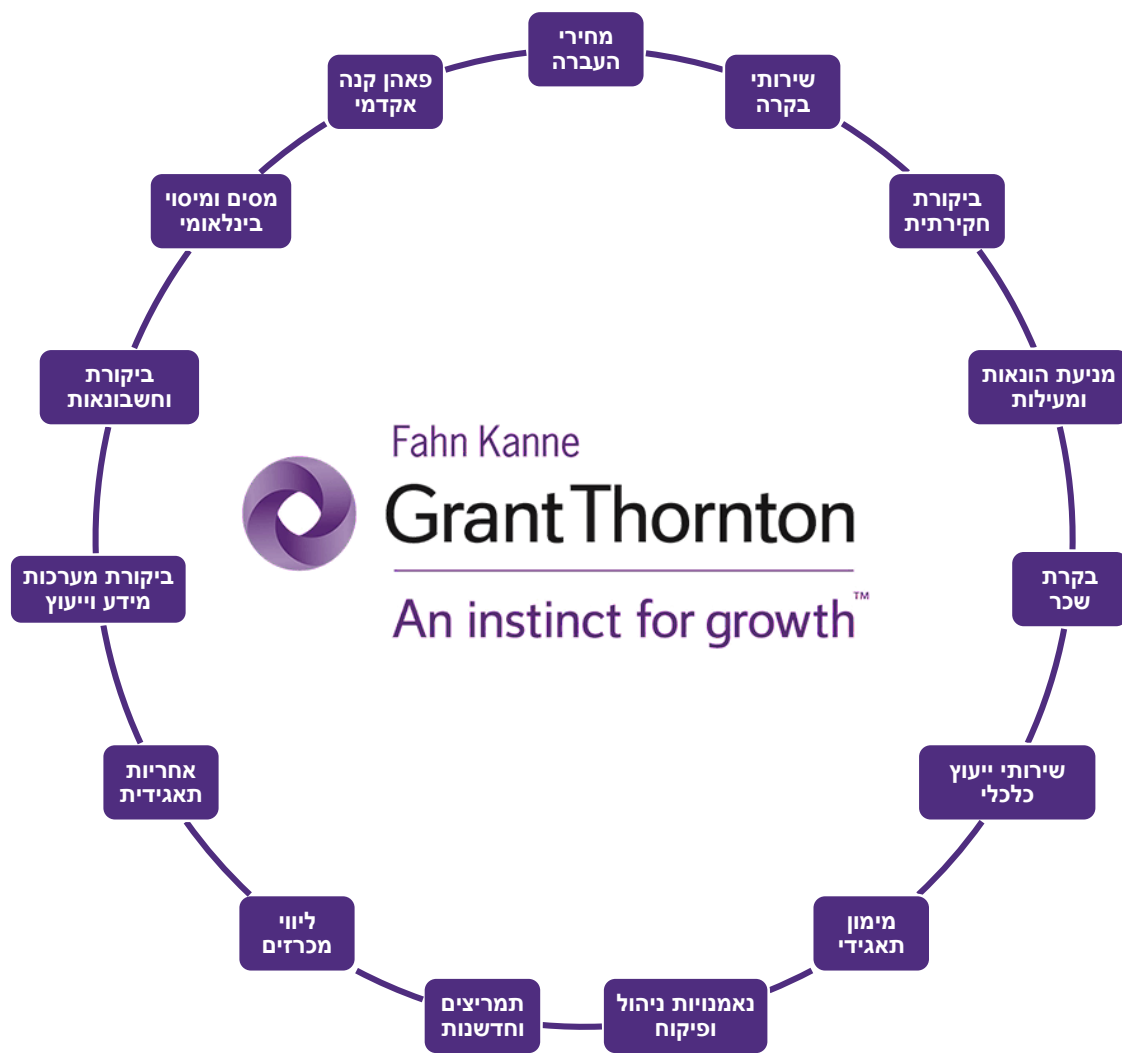 מחירי
העברה
שירותי
בקרה
ביקורת
חקירתית
מניעת הונאות
ומעילות
בקרת
שכר
שירותי ייעוץ
כלכלי
מימון
תאגידי
נאמנויות ניהול
ופיקוח
תמריצים
וחדשנות
ליווי
מכרזים
אחריות
תאגידית
ביקורת מערכות
מידע וייעוץ
ביקורת
וחשבונאות
מסים ומיסוי
בינלאומי
פאהן קנה
אקדמי
Fahn Kanne
Grant Thornton
An instinct for growth™